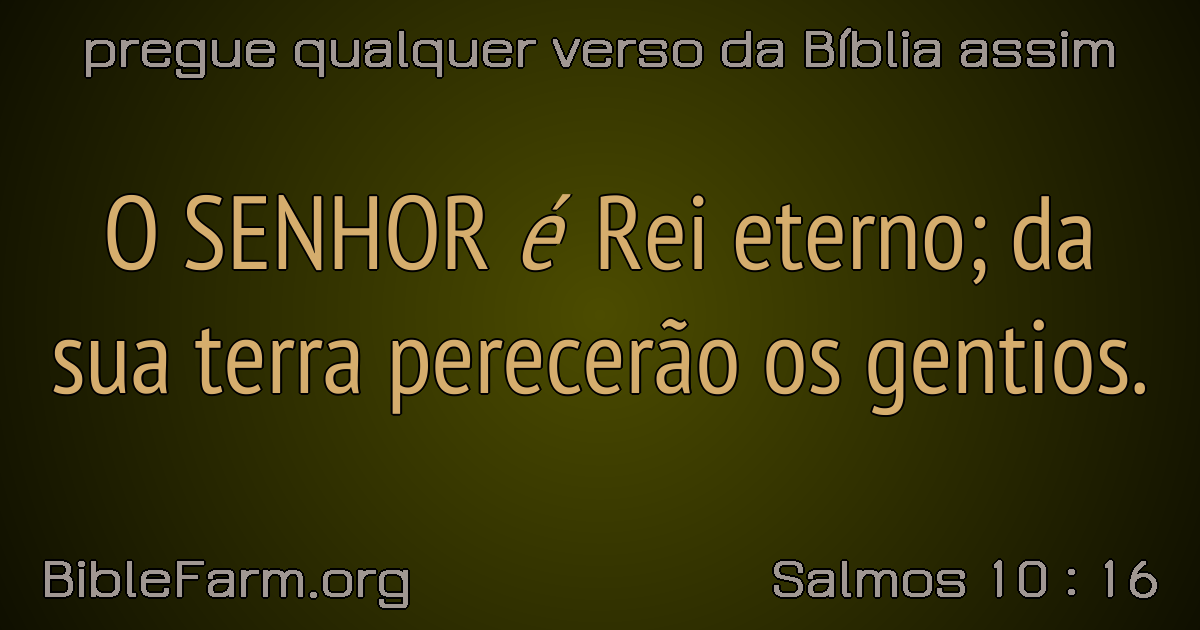 pregue qualquer verso da Bíblia assim
O SENHOR é Rei eterno; da
sua terra perecerão os gentios.
BibleFarm.org
Salmos 10 : 16